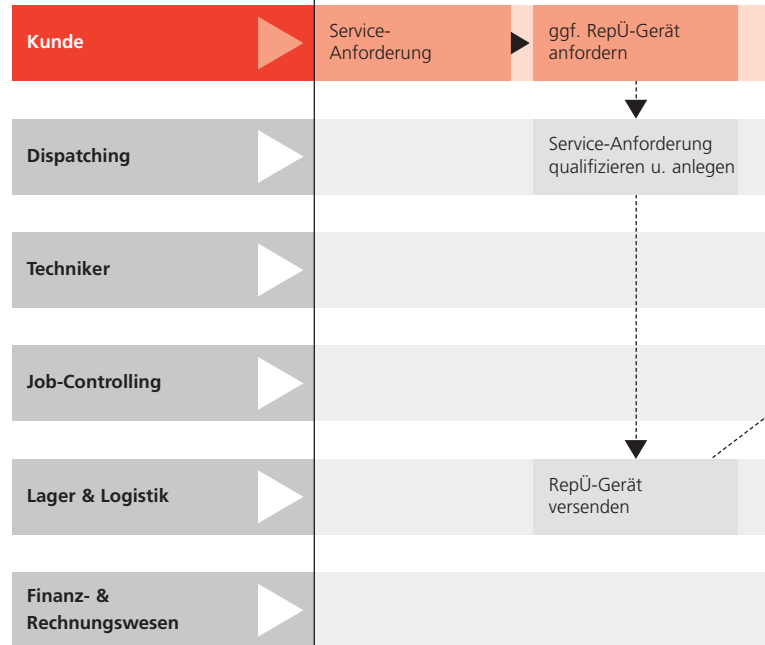 Kunde
Service-
Anforderung
ggf. RepÜ-Gerät
anfordern
Dispatching
Service-Anforderung
qualifizieren u. anlegen
Techniker
Job-Controlling
Lager & Logistik
RepÜ-Gerät
versenden
Finanz- &
Rechnungswesen